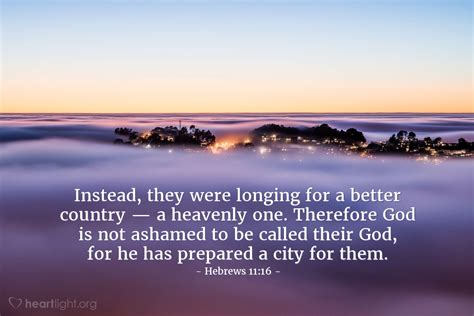 Instead, they were longing for a better
country — a heavenly one. Therefore God
is not ashamed to be called their God,
for he has prepared a city for them.
- Hebrews 11:16 -
heartlight.org